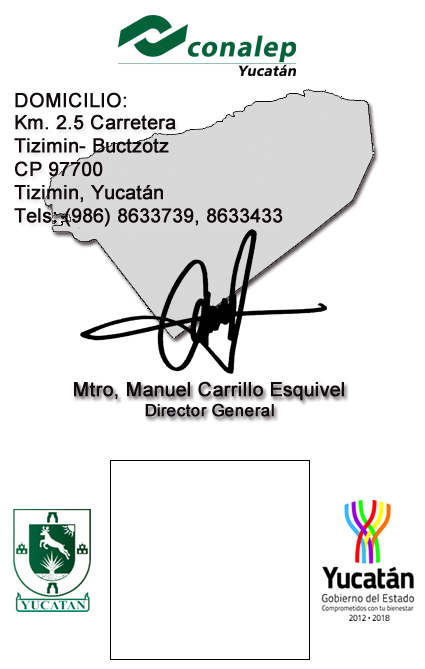 conalep
Yucatán
DOMICILIO:
Km. 2.5 Carretera
Tizimin- Buctzotz
CP 97700
Tizimin, Yucatán
Tels: (986) 8633739, 8633433
Mtro, Manuel Carrillo Esquivel
Director General
YUCATAN
Yucatán
Gobierno del Estado
Comprometidos con tu bienestar
2012 • 2018